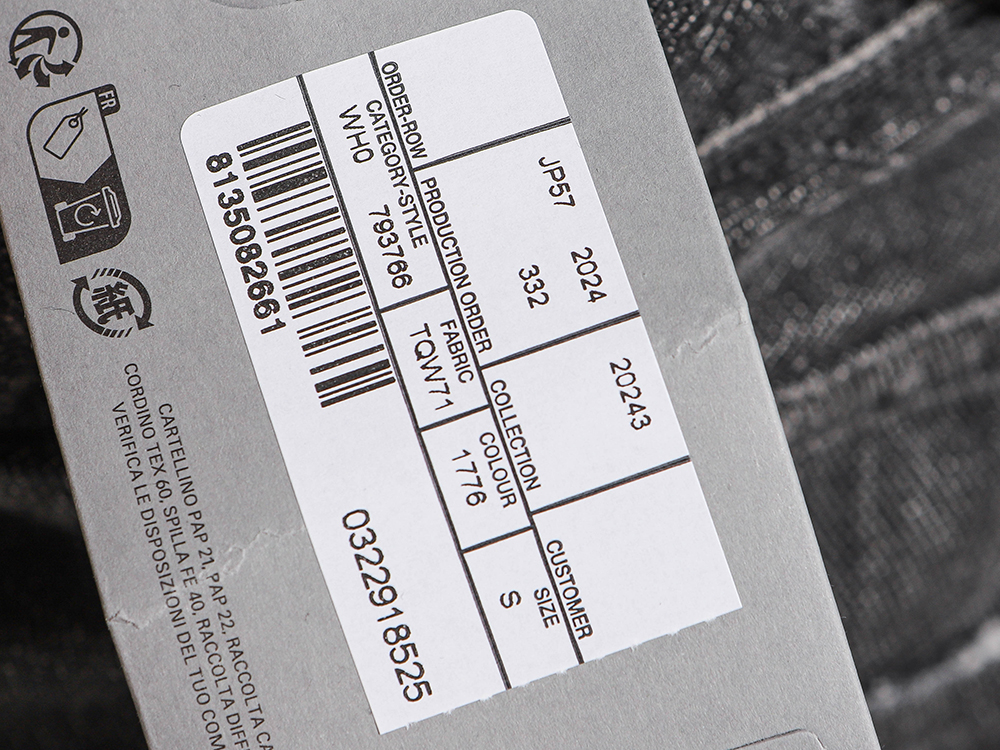 ORDER-ROW
PRODUCTION ORDER
COLLECTION
CUSTOMER
JP57
2024
332
20243
CATEGORY-STYLE
FABRIC
COLOUR
SIZE
WH0
793766
TQW71
1776
S
8135082661
0322918525
FR
紙
CARTELLINO PAP 21, PAP 22, RACCOLTA CA
CORDINO TEX 60, SPILLA FE 40, RACCOLTA DIFF
VERIFICA LE DISPOSIZIONI DEL TUO COM